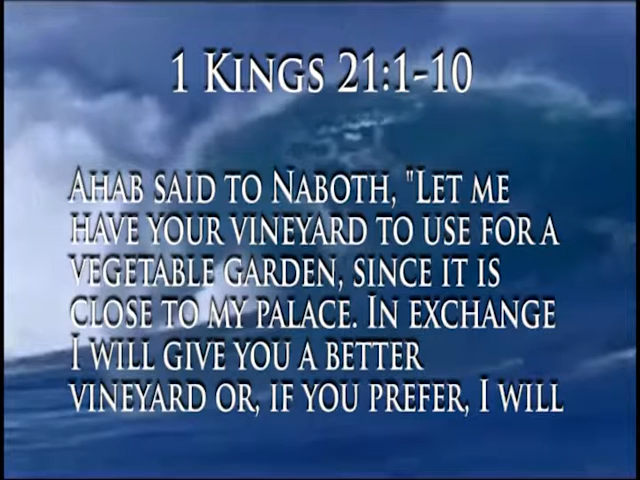 1 Kings 21:1-10
Ahab said to Naboth, "Let me
have your vineyard to use for a
vegetable garden, since it is
close to my palace. In exchange
I will give you a better
vineyard or, if you prefer, I will